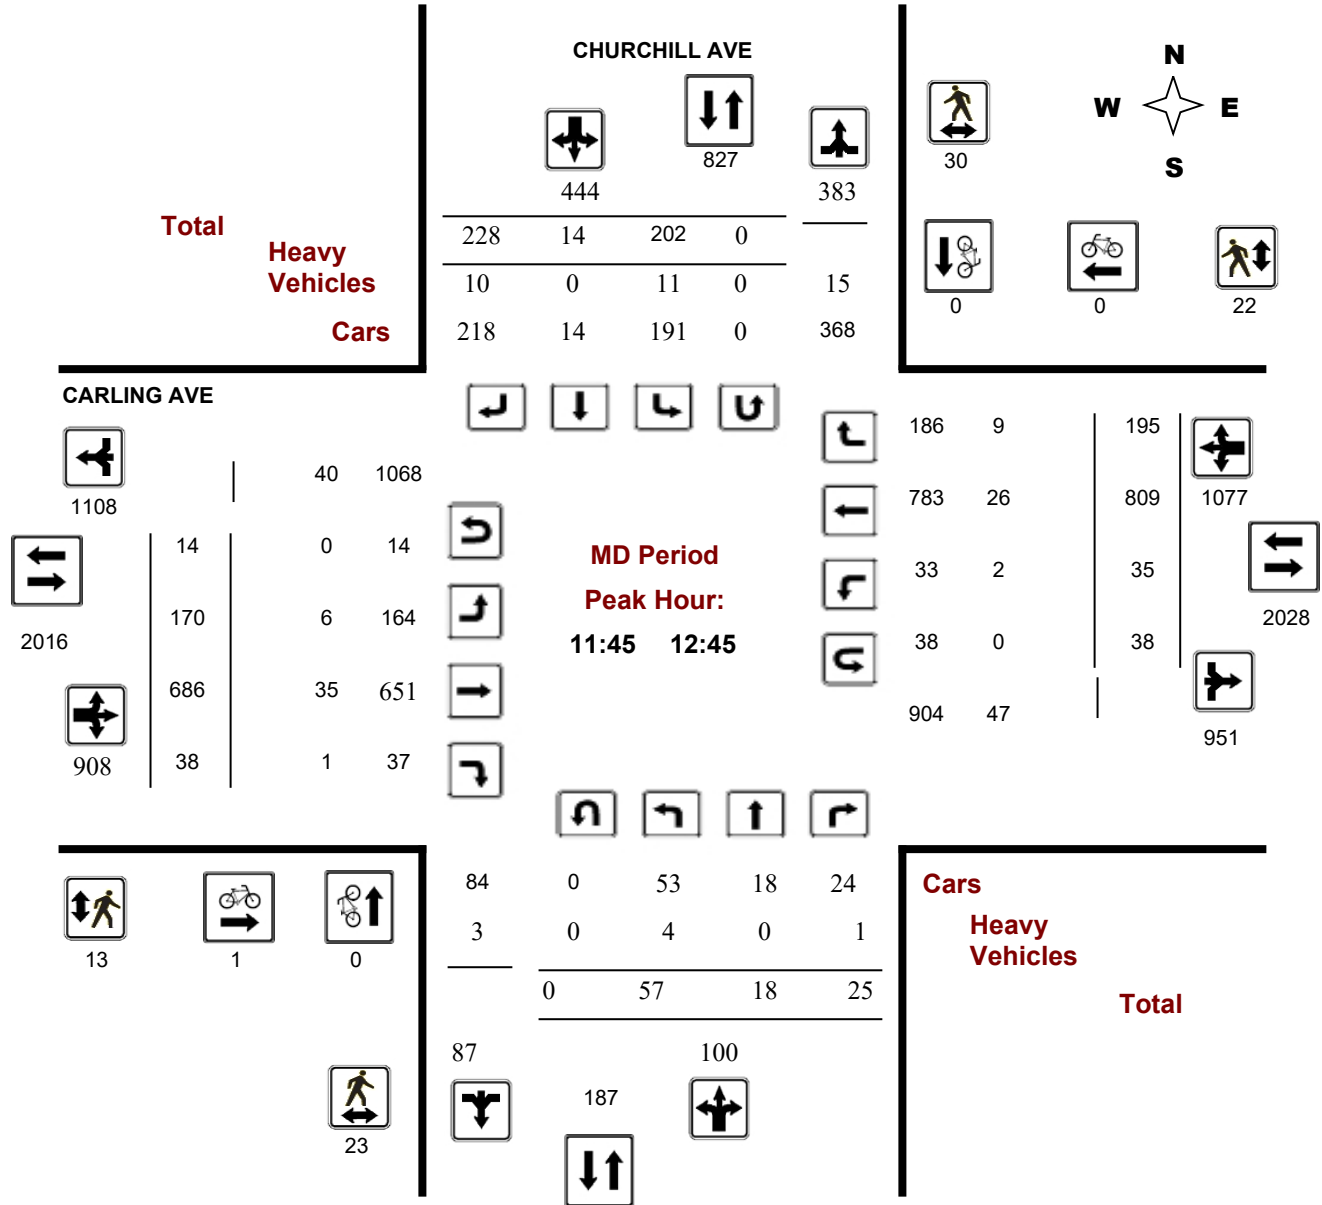 CHURCHILL AVE
N
W E
S
827
30
444
383
Total
228 14 202 0
Heavy
Vehicles
10 0 11 0 15
0 0 22
Cars
218 14 191 0 368
CARLING AVE
186 9 195
40 1068
1108
783 26 809 1077
14 0 14
MD Period
33 2 35
Peak Hour:
170 6 164
2028
2016
11:45 12:45
38 0 38
686 35 651
904 47
951
908 38 1 37
84 0 53 18 24
Cars
3 0 4 0 1
Heavy
Vehicles
13 1 0
0 57 18 25
Total
87 100
187
23